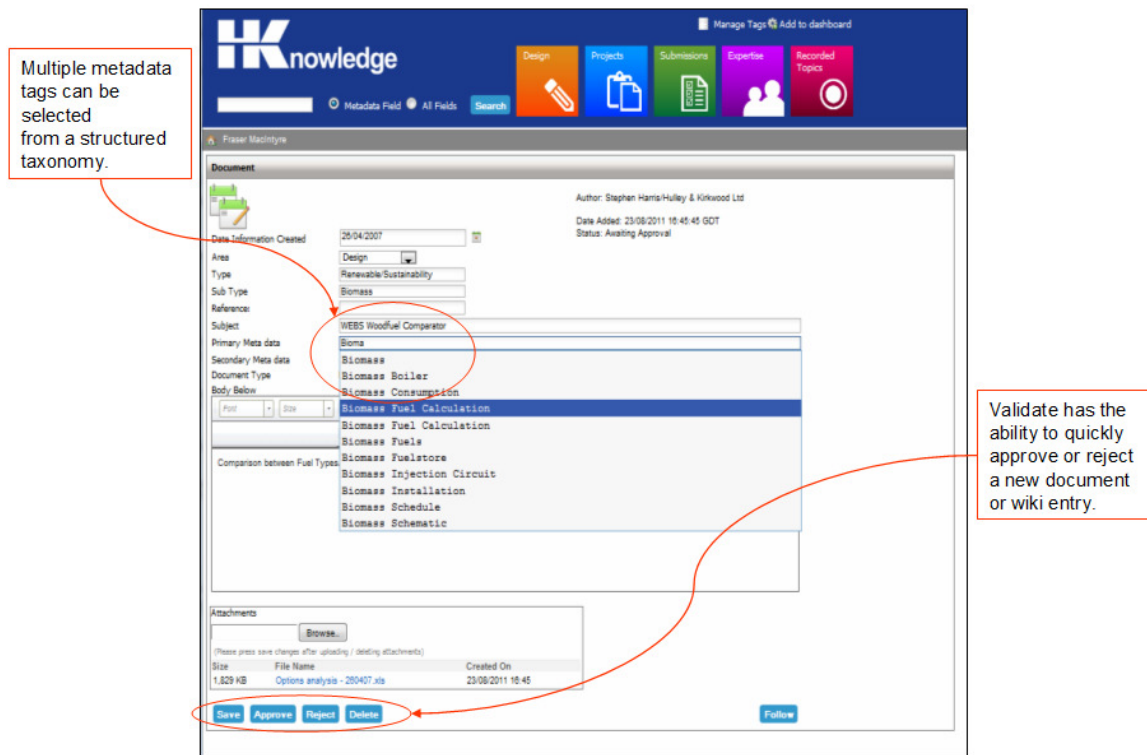 Manage Tags Add to dashboard
HKnowledge
Design
Projects
Submissions
Expertise
Recorded
Topics
Metadata Field All Fields Search
Fraser MacIntyre
Multiple metadata
tags can be
selected
from a structured
taxonomy.
Document
Author: Stephen Harris/Hulley & Kirkwood Ltd
Date Added: 23/08/2011 16:45:45 GDT
Status: Awaiting Approval
Date Information Created 26/04/2007
Area Design
Type Renewable/Sustainability
Sub Type Biomass
Reference:
Subject WEBS Woodfuel Comparator
Primary Meta data Bioma
Secondary Meta data
Document Type
Body Below
Font Size
Biomass
Biomass Boiler
Biomass Consumption
Biomass Fuel Calculation
Biomass Fuel Calculation
Biomass Fuels
Biomass Fuelstore
Biomass Injection Circuit
Biomass Installation
Biomass Schedule
Biomass Schematic
Comparison between Fuel Types.
Validate has the
ability to quickly
approve or reject
a new document
or wiki entry.
Attachments
Browse..
(Please press save changes after uploading / deleting attachments)
Size File Name Created On
1,829 KB Options analysis - 260407.xls 23/08/2011 16:45
Save Approve Reject Delete Follow